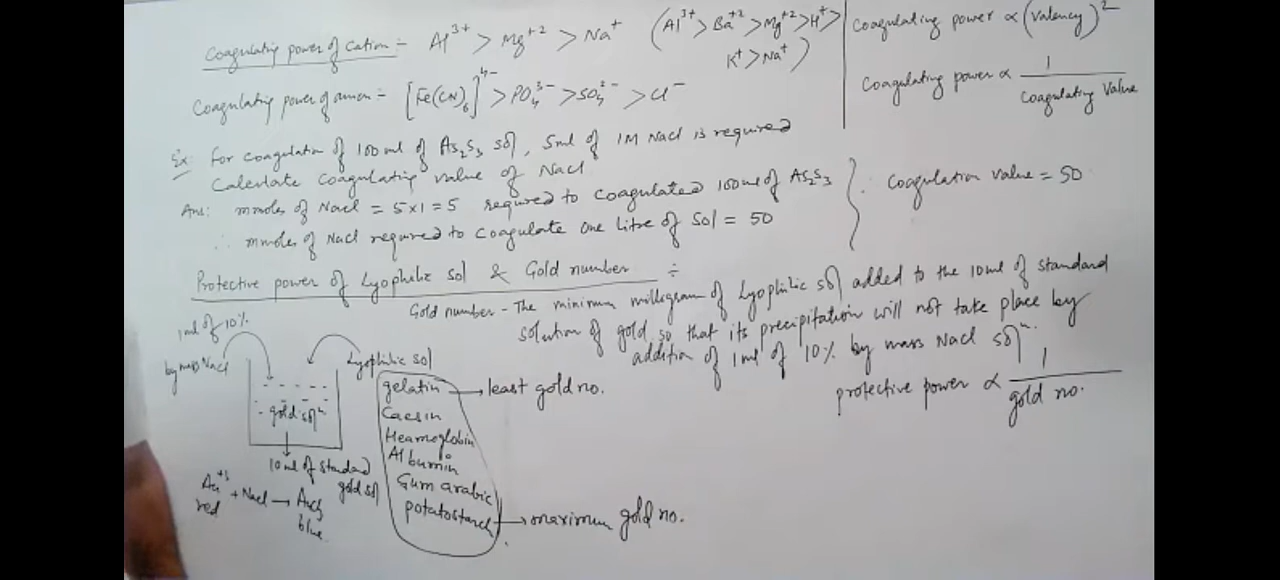 Coagulating power of Cation :- Al³⁺ > Mg⁺² > Na⁺ (Al³⁺ > Ba⁺² > Mg⁺² > H⁺ >
K⁺ > Na⁺)
Coagulating power ∝ (valency)²
Coagulating power of anion :- [Fe(CN)₆]⁴⁻ > PO₄³⁻ > SO₄²⁻ > Cl⁻
Coagulating power ∝ 1 / Coagulating value
Ex: For coagulation of 100 ml of As₂S₃ sol, 5ml of 1M NaCl is required
Calculate coagulating value of NaCl
Ans: mmoles of NaCl = 5×1 = 5 required to coagulated 100ml of As₂S₃
∴ mmoles of NaCl required to coagulate one litre of Sol = 50
Coagulation value = 50
Protective power of Lyophilic sol & Gold number ÷
Gold number - The minimum milligram of Lyophilic sol added to the 10ml of standard
solution of gold so that its precipitation will not take place by
addition of 1ml of 10% by mass NaCl solⁿ.
protective power ∝ 1 / gold no.
1ml of 10%
by mass NaCl
Lyophilic sol
gold solⁿ
10ml of standard
gold sol
Au⁺³ + NaCl → AuCl₃
red
blue
gelatin → least gold no.
Caesin
Heamoglobin
Albumin
Gum arabic
potatostarch → maximum gold no.